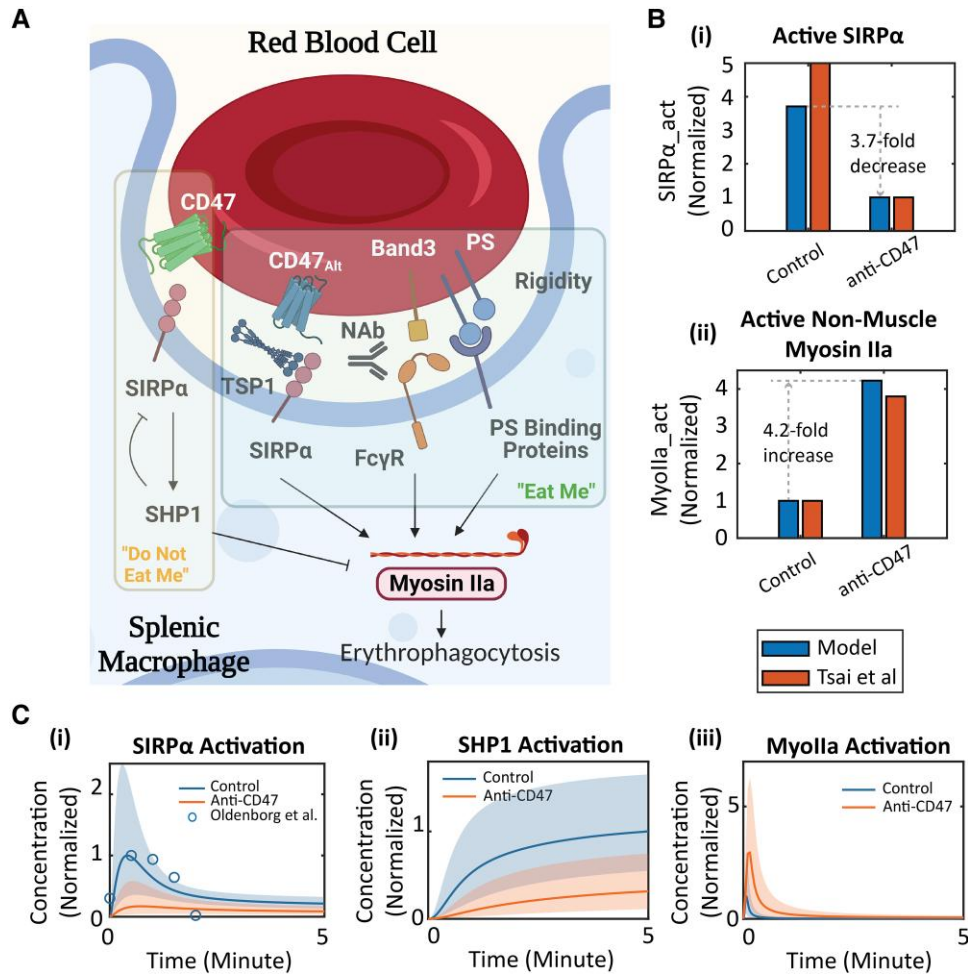 A
Red Blood Cell
CD47
CD47Alt
Band3
PS
Rigidity
NAb
TSP1
SIRPα
SIRPα
FcγR
PS Binding
Proteins
"Eat Me"
SHP1
"Do Not
Eat Me"
Myosin IIa
Splenic
Macrophage
Erythrophagocytosis
B
(i)
Active SIRPα
SIRPα_act
(Normalized)
5
4
3
2
1
0
3.7-fold
decrease
Control
anti-CD47
(ii)
Active Non-Muscle
Myosin IIa
MyoIIa_act
(Normalized)
4
3
2
1
0
4.2-fold
increase
Control
anti-CD47
Model
Tsai et al
C
(i)
SIRPα Activation
Concentration
(Normalized)
2
1
0
Control
Anti-CD47
Oldenborg et al.
0
5
Time (Minute)
(ii)
SHP1 Activation
Concentration
(Normalized)
1
0
Control
Anti-CD47
0
5
Time (Minute)
(iii)
MyoIIa Activation
Concentration
(Normalized)
5
0
Control
Anti-CD47
0
5
Time (Minute)